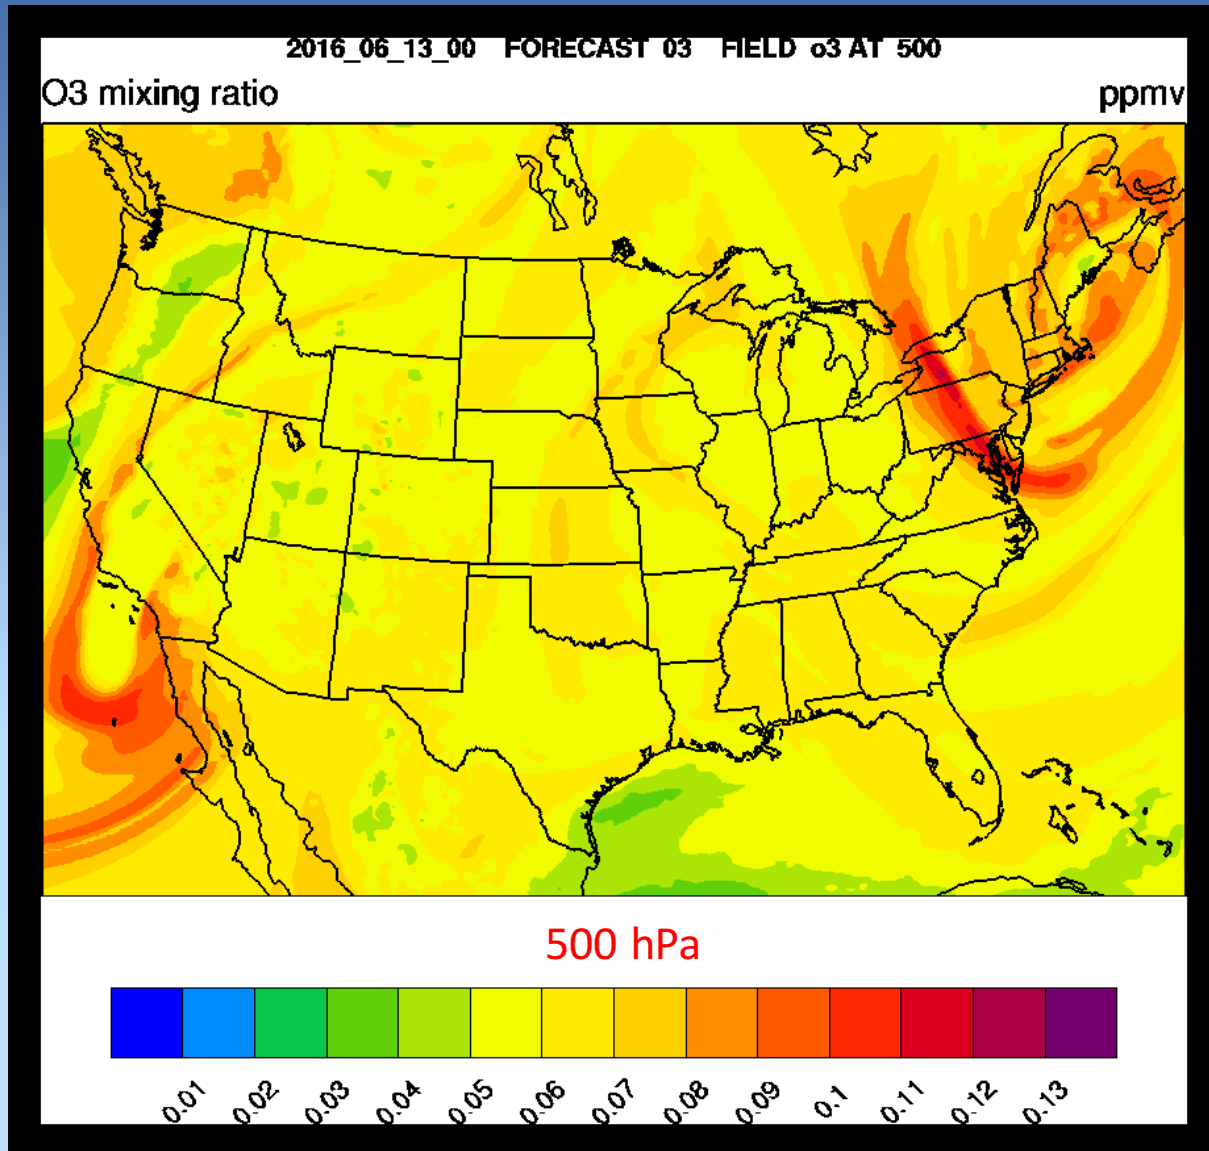 2016_06_13_00 FORECAST 03 FIELD o3 AT 500
O3 mixing ratio ppmv
500 hPa
0.01 0.02 0.03 0.04 0.05 0.06 0.07 0.08 0.09 0.1 0.11 0.12 0.13